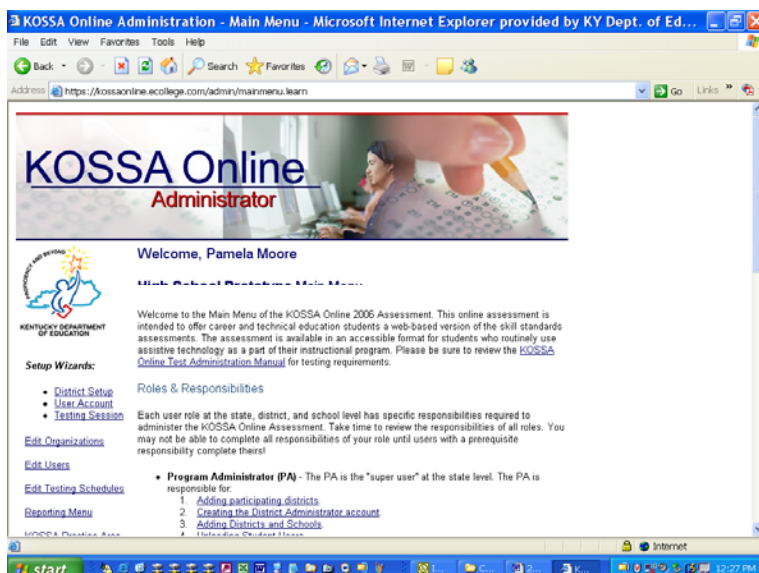 KOSSA Online Administration - Main Menu - Microsoft Internet Explorer provided by KY Dept. of Ed...
File Edit View Favorites Tools Help
Back Search Favorites
Address https://kossaonline.ecollege.com/admin/mainmenu.learn Go Links
KOSSA Online
Administrator
PROFICIENCY AND BEYOND
KENTUCKY DEPARTMENT
OF EDUCATION
Setup Wizards:
District Setup
User Account
Testing Session
Edit Organizations
Edit Users
Edit Testing Schedules
Reporting Menu
KOSSA Practice Area
Welcome, Pamela Moore
High School Prototype Main Menu
Welcome to the Main Menu of the KOSSA Online 2006 Assessment. This online assessment is
intended to offer career and technical education students a web-based version of the skill standards
assessments. The assessment is available in an accessible format for students who routinely use
assistive technology as a part of their instructional program. Please be sure to review the KOSSA
Online Test Administration Manual for testing requirements.
Roles & Responsibilities
Each user role at the state, district, and school level has specific responsibilities required to
administer the KOSSA Online Assessment. Take time to review the responsibilities of all roles. You
may not be able to complete all responsibilities of your role until users with a prerequisite
responsibility complete theirs!
Program Administrator (PA) - The PA is the "super user" at the state level. The PA is
responsible for:
1. Adding participating districts.
2. Creating the District Administrator account.
3. Adding Districts and Schools.
4. Uploading Student Users
Internet
start I... C... 2... K... 12:27 PM